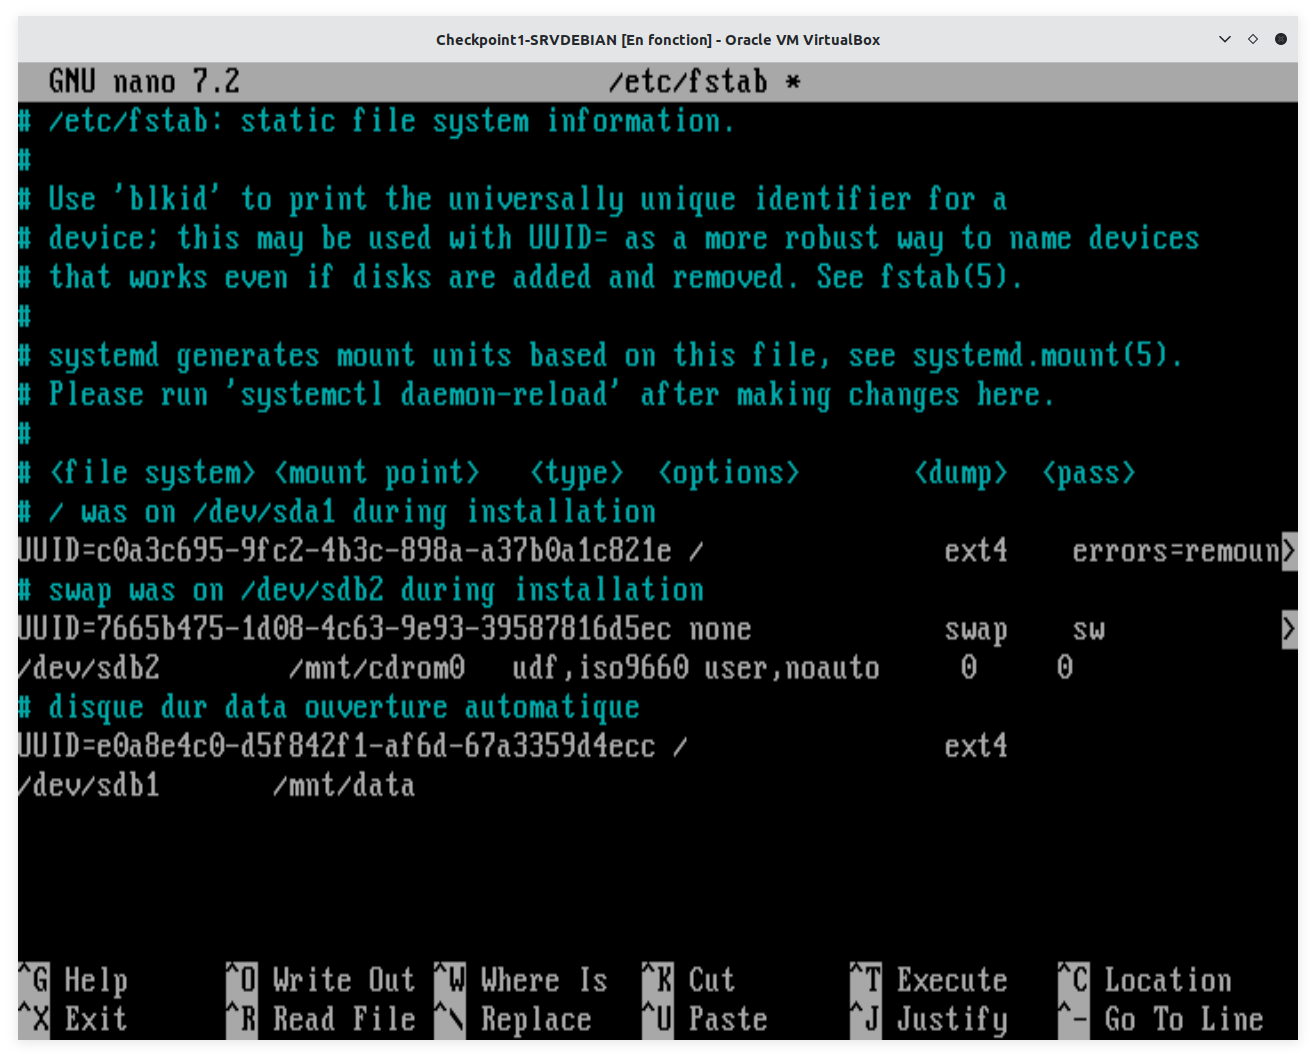 Checkpoint1-SRVDEBIAN [En fonction] - Oracle VM VirtualBox
GNU nano 7.2 /etc/fstab *
# /etc/fstab: static file system information.
#
# Use 'blkid' to print the universally unique identifier for a
# device; this may be used with UUID= as a more robust way to name devices
# that works even if disks are added and removed. See fstab(5).
#
# systemd generates mount units based on this file, see systemd.mount(5).
# Please run 'systemctl daemon-reload' after making changes here.
#
# <file system> <mount point> <type> <options> <dump> <pass>
# / was on /dev/sda1 during installation
UUID=c0a3c695-9fc2-4b3c-898a-a37b0a1c821e / ext4 errors=remoun>
# swap was on /dev/sdb2 during installation
UUID=7665b475-1d08-4c63-9e93-39587816d5ec none swap sw >
/dev/sdb2 /mnt/cdrom0 udf,iso9660 user,noauto 0 0
# disque dur data ouverture automatique
UUID=e0a8e4c0-d5f842f1-af6d-67a3359d4ecc / ext4
/dev/sdb1 /mnt/data
^G Help ^O Write Out ^W Where Is ^K Cut ^T Execute ^C Location
^X Exit ^R Read File ^\ Replace ^U Paste ^J Justify ^- Go To Line